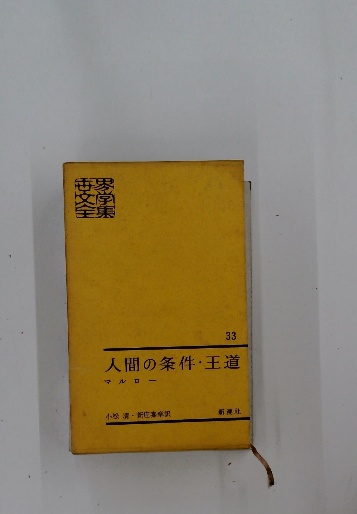 世界
文学
全集
33
人間の条件・王道
マルロー
小松 清・新庄嘉章訳
新潮社